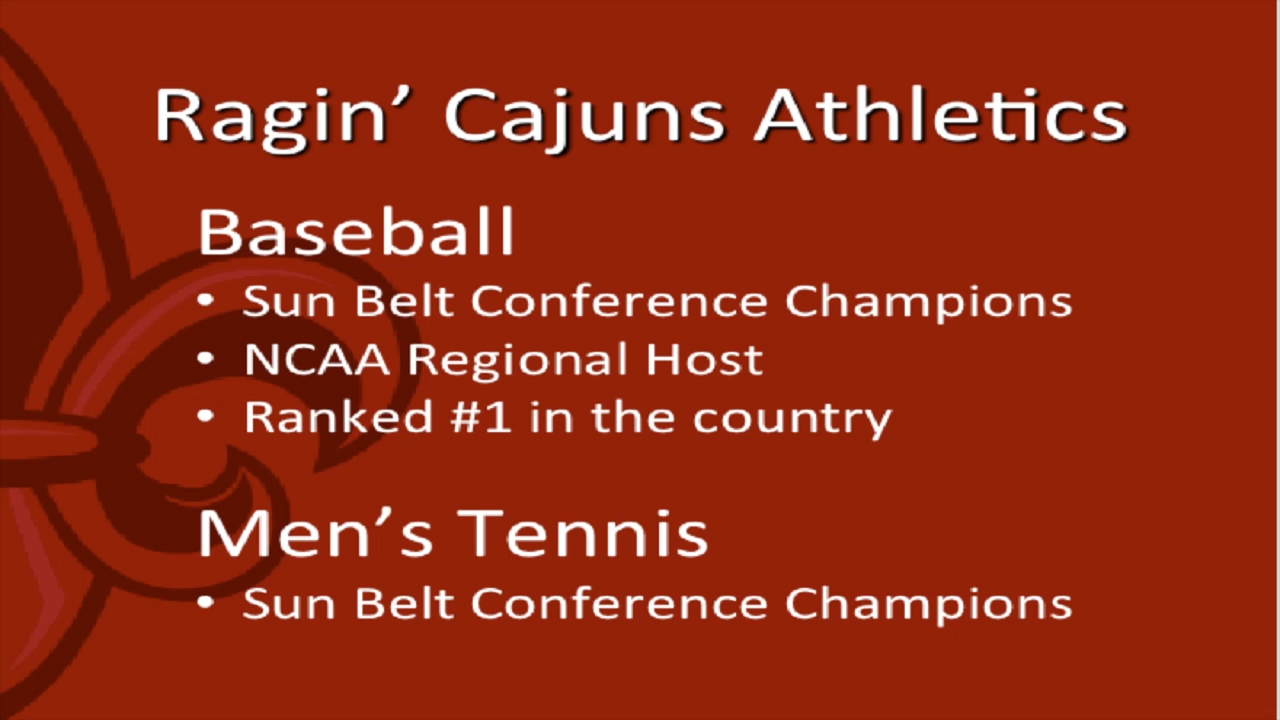 Ragin’ Cajuns Athletics
Baseball
• Sun Belt Conference Champions
• NCAA Regional Host
• Ranked #1 in the country
Men’s Tennis
• Sun Belt Conference Champions